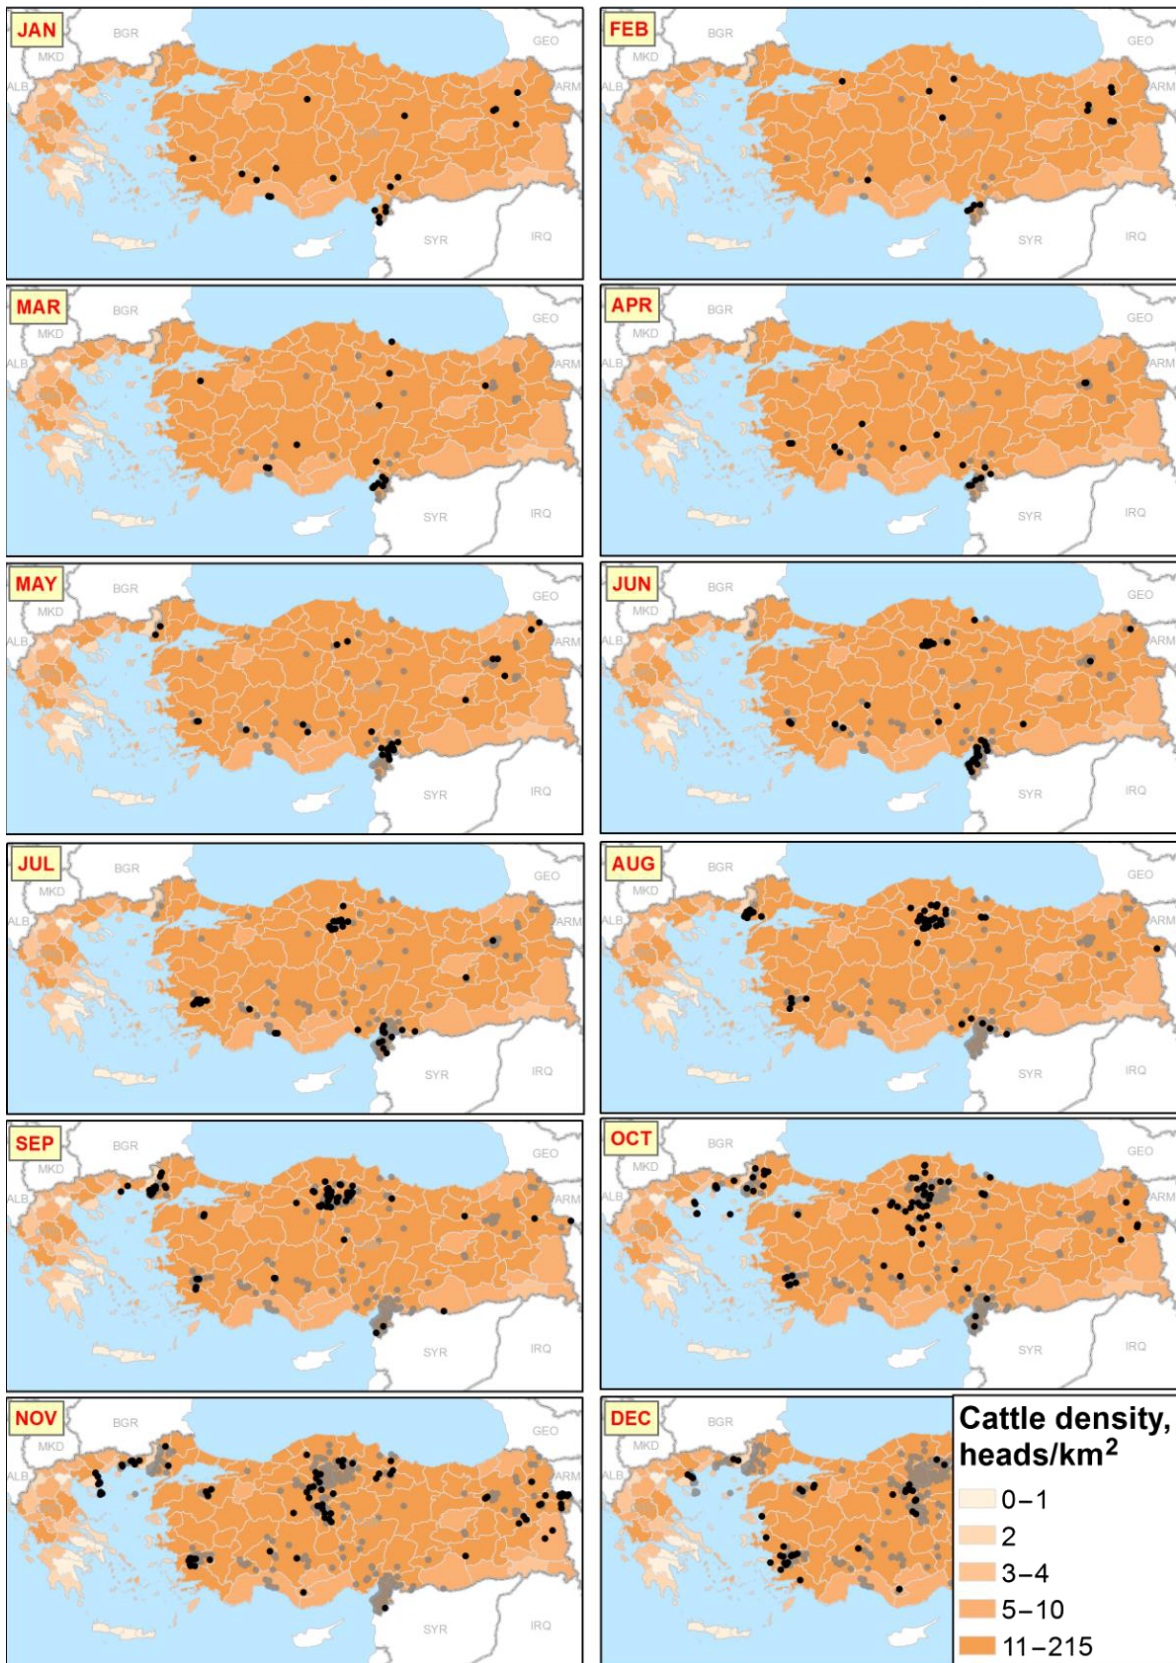 JAN
BGR
MKD
ALB
GEO
ARM
SYR
IRQ
FEB
BGR
MKD
ALB
GEO
ARM
SYR
IRQ
MAR
BGR
MKD
ALB
GEO
ARM
SYR
IRQ
APR
BGR
MKD
ALB
GEO
ARM
SYR
IRQ
MAY
BGR
MKD
ALB
GEO
ARM
SYR
IRQ
JUN
BGR
MKD
ALB
GEO
ARM
SYR
IRQ
JUL
BGR
MKD
ALB
GEO
ARM
SYR
IRQ
AUG
BGR
MKD
ALB
GEO
ARM
SYR
IRQ
SEP
BGR
MKD
ALB
GEO
ARM
SYR
IRQ
OCT
BGR
MKD
ALB
GEO
ARM
SYR
IRQ
NOV
BGR
MKD
ALB
GEO
ARM
SYR
IRQ
DEC
BGR
MKD
ALB
Cattle density,
heads/km²
0–1
2
3–4
5–10
11–215